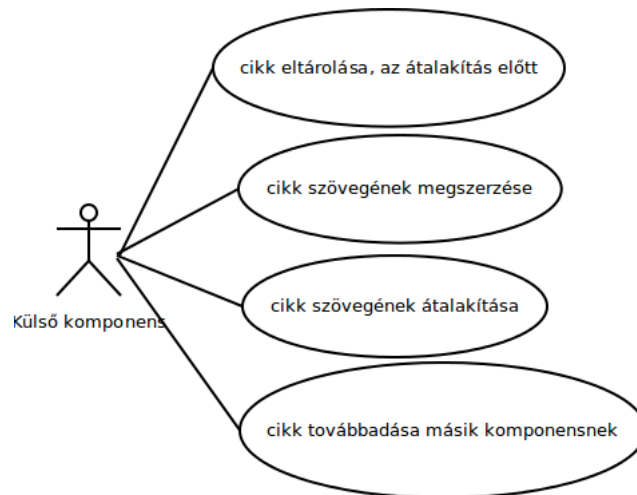 cikk eltárolása, az átalakítás előtt
cikk szövegének megszerzése
Külső komponens
cikk szövegének átalakítása
cikk továbbadása másik komponensnek